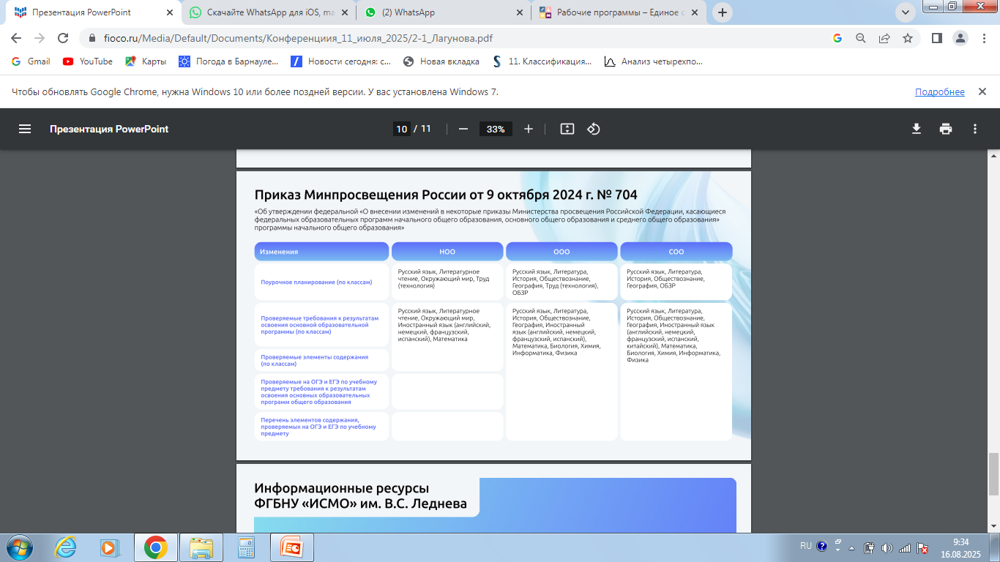 Презентация PowerPoint
Скачайте WhatsApp для iOS, ma
(2) WhatsApp
Рабочие программы – Единое с
fioco.ru/Media/Default/Documents/Конференциия_11_июля_2025/2-1_Лагунова.pdf
Gmail
YouTube
Карты
Погода в Барнауле...
Новости сегодня: с...
Новая вкладка
11. Классификация...
Анализ четырехпо...
Чтобы обновлять Google Chrome, нужна Windows 10 или более поздней версии. У вас установлена Windows 7.
Подробнее
Презентация PowerPoint
10 / 11
33%
Приказ Минпросвещения России от 9 октября 2024 г. № 704
«Об утверждении федеральной «О внесении изменений в некоторые приказы Министерства просвещения Российской Федерации, касающиеся
федеральных образовательных программ начального общего образования, основного общего образования и среднего общего образования»
программы начального общего образования»
Изменения
НОО
ООО
СОО
Поурочное планирование (по классам)
Русский язык, Литературное
чтение, Окружающий мир, Труд
(технология)
Русский язык, Литература,
История, Обществознание,
География, Труд (технология),
ОБЗР
Русский язык, Литература,
История, Обществознание,
География, ОБЗР
Проверяемые требования к результатам
освоения основной образовательной
программы (по классам)
Проверяемые элементы содержания
(по классам)
Русский язык, Литературное
чтение, Окружающий мир,
Иностранный язык (английский,
немецкий, французский,
испанский), Математика
Русский язык, Литература,
История, Обществознание,
География, Иностранный
язык (английский, немецкий,
французский, испанский),
Математика, Биология, Химия,
Информатика, Физика
Русский язык, Литература,
История, Обществознание,
География, Иностранный язык
(английский, немецкий,
французский, испанский,
китайский), Математика,
Биология, Химия, Информатика,
Физика
Проверяемые на ОГЭ и ЕГЭ по учебному
предмету требования к результатам
освоения основных образовательных
программ общего образования
Перечень элементов содержания,
проверяемых на ОГЭ и ЕГЭ по учебному
предмету
Информационные ресурсы
ФГБНУ «ИСМО» им. В.С. Леднева
RU
9:34
16.08.2025